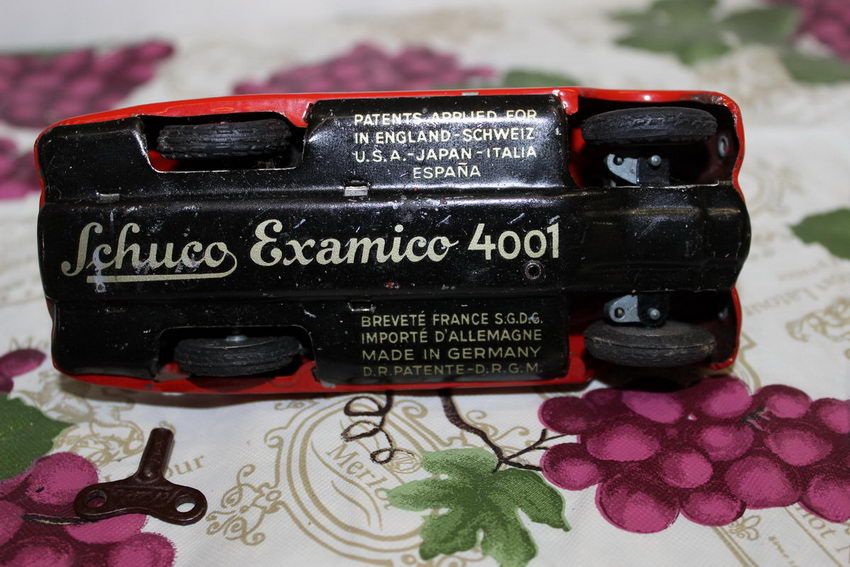 PATENTS APPLIED FOR
IN ENGLAND-SCHWEIZ
U.S.A.-JAPAN-ITALIA
ESPAÑA
Schuco Examico 4001
BREVETÉ FRANCE S.G.D.G.
IMPORTÉ D'ALLEMAGNE
MADE IN GERMANY
D.R.PATENTE-D.R.G.M.